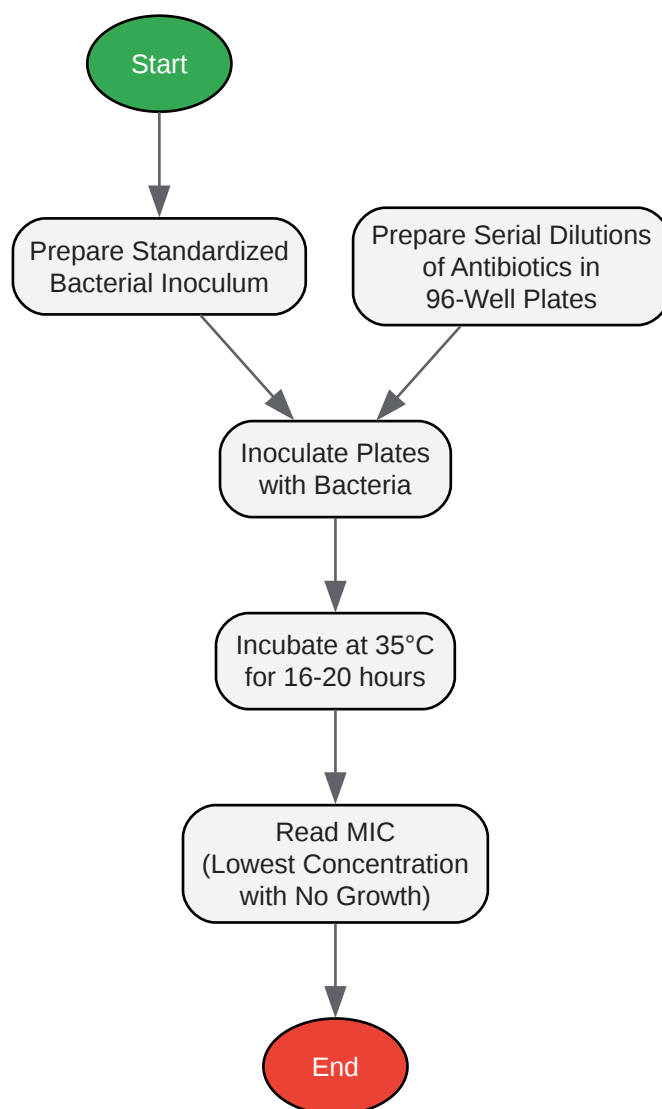 Start
Prepare Standardized
Bacterial Inoculum
Prepare Serial Dilutions
of Antibiotics in
96-Well Plates
Inoculate Plates
with Bacteria
Incubate at 35°C
for 16-20 hours
Read MIC
(Lowest Concentration
with No Growth)
End